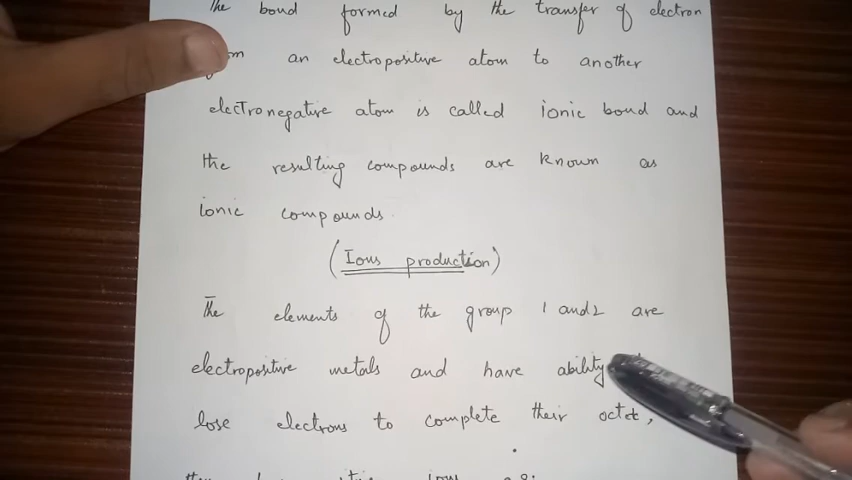 The bond formed by the transfer of electron
an electropositive atom to another
electronegative atom is called ionic bond and
the resulting compounds are known as
ionic compounds.
(Ions production)
The elements of the group 1 and 2 are
electropositive metals and have ability
lose electrons to complete their octet,